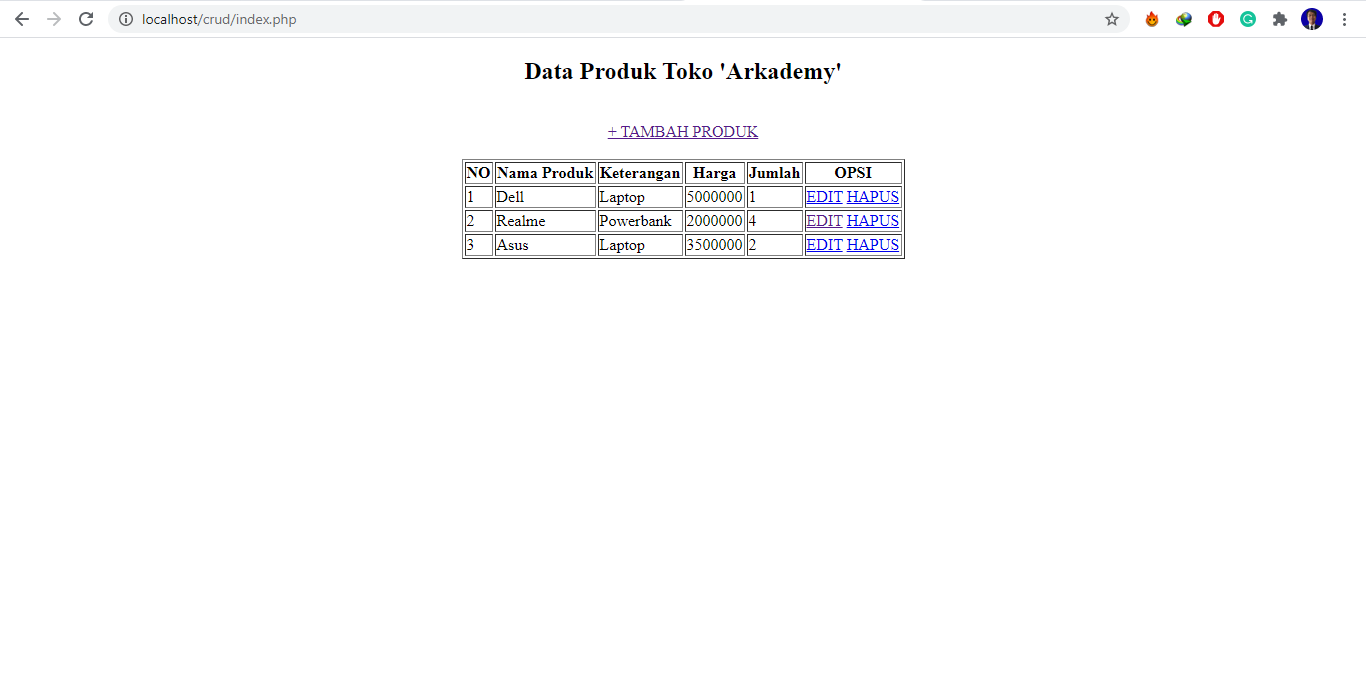 localhost/crud/index.php
Data Produk Toko 'Arkademy'
+ TAMBAH PRODUK
NO Nama Produk Keterangan Harga Jumlah OPSI
1 Dell Laptop 5000000 1 EDIT HAPUS
2 Realme Powerbank 2000000 4 EDIT HAPUS
3 Asus Laptop 3500000 2 EDIT HAPUS